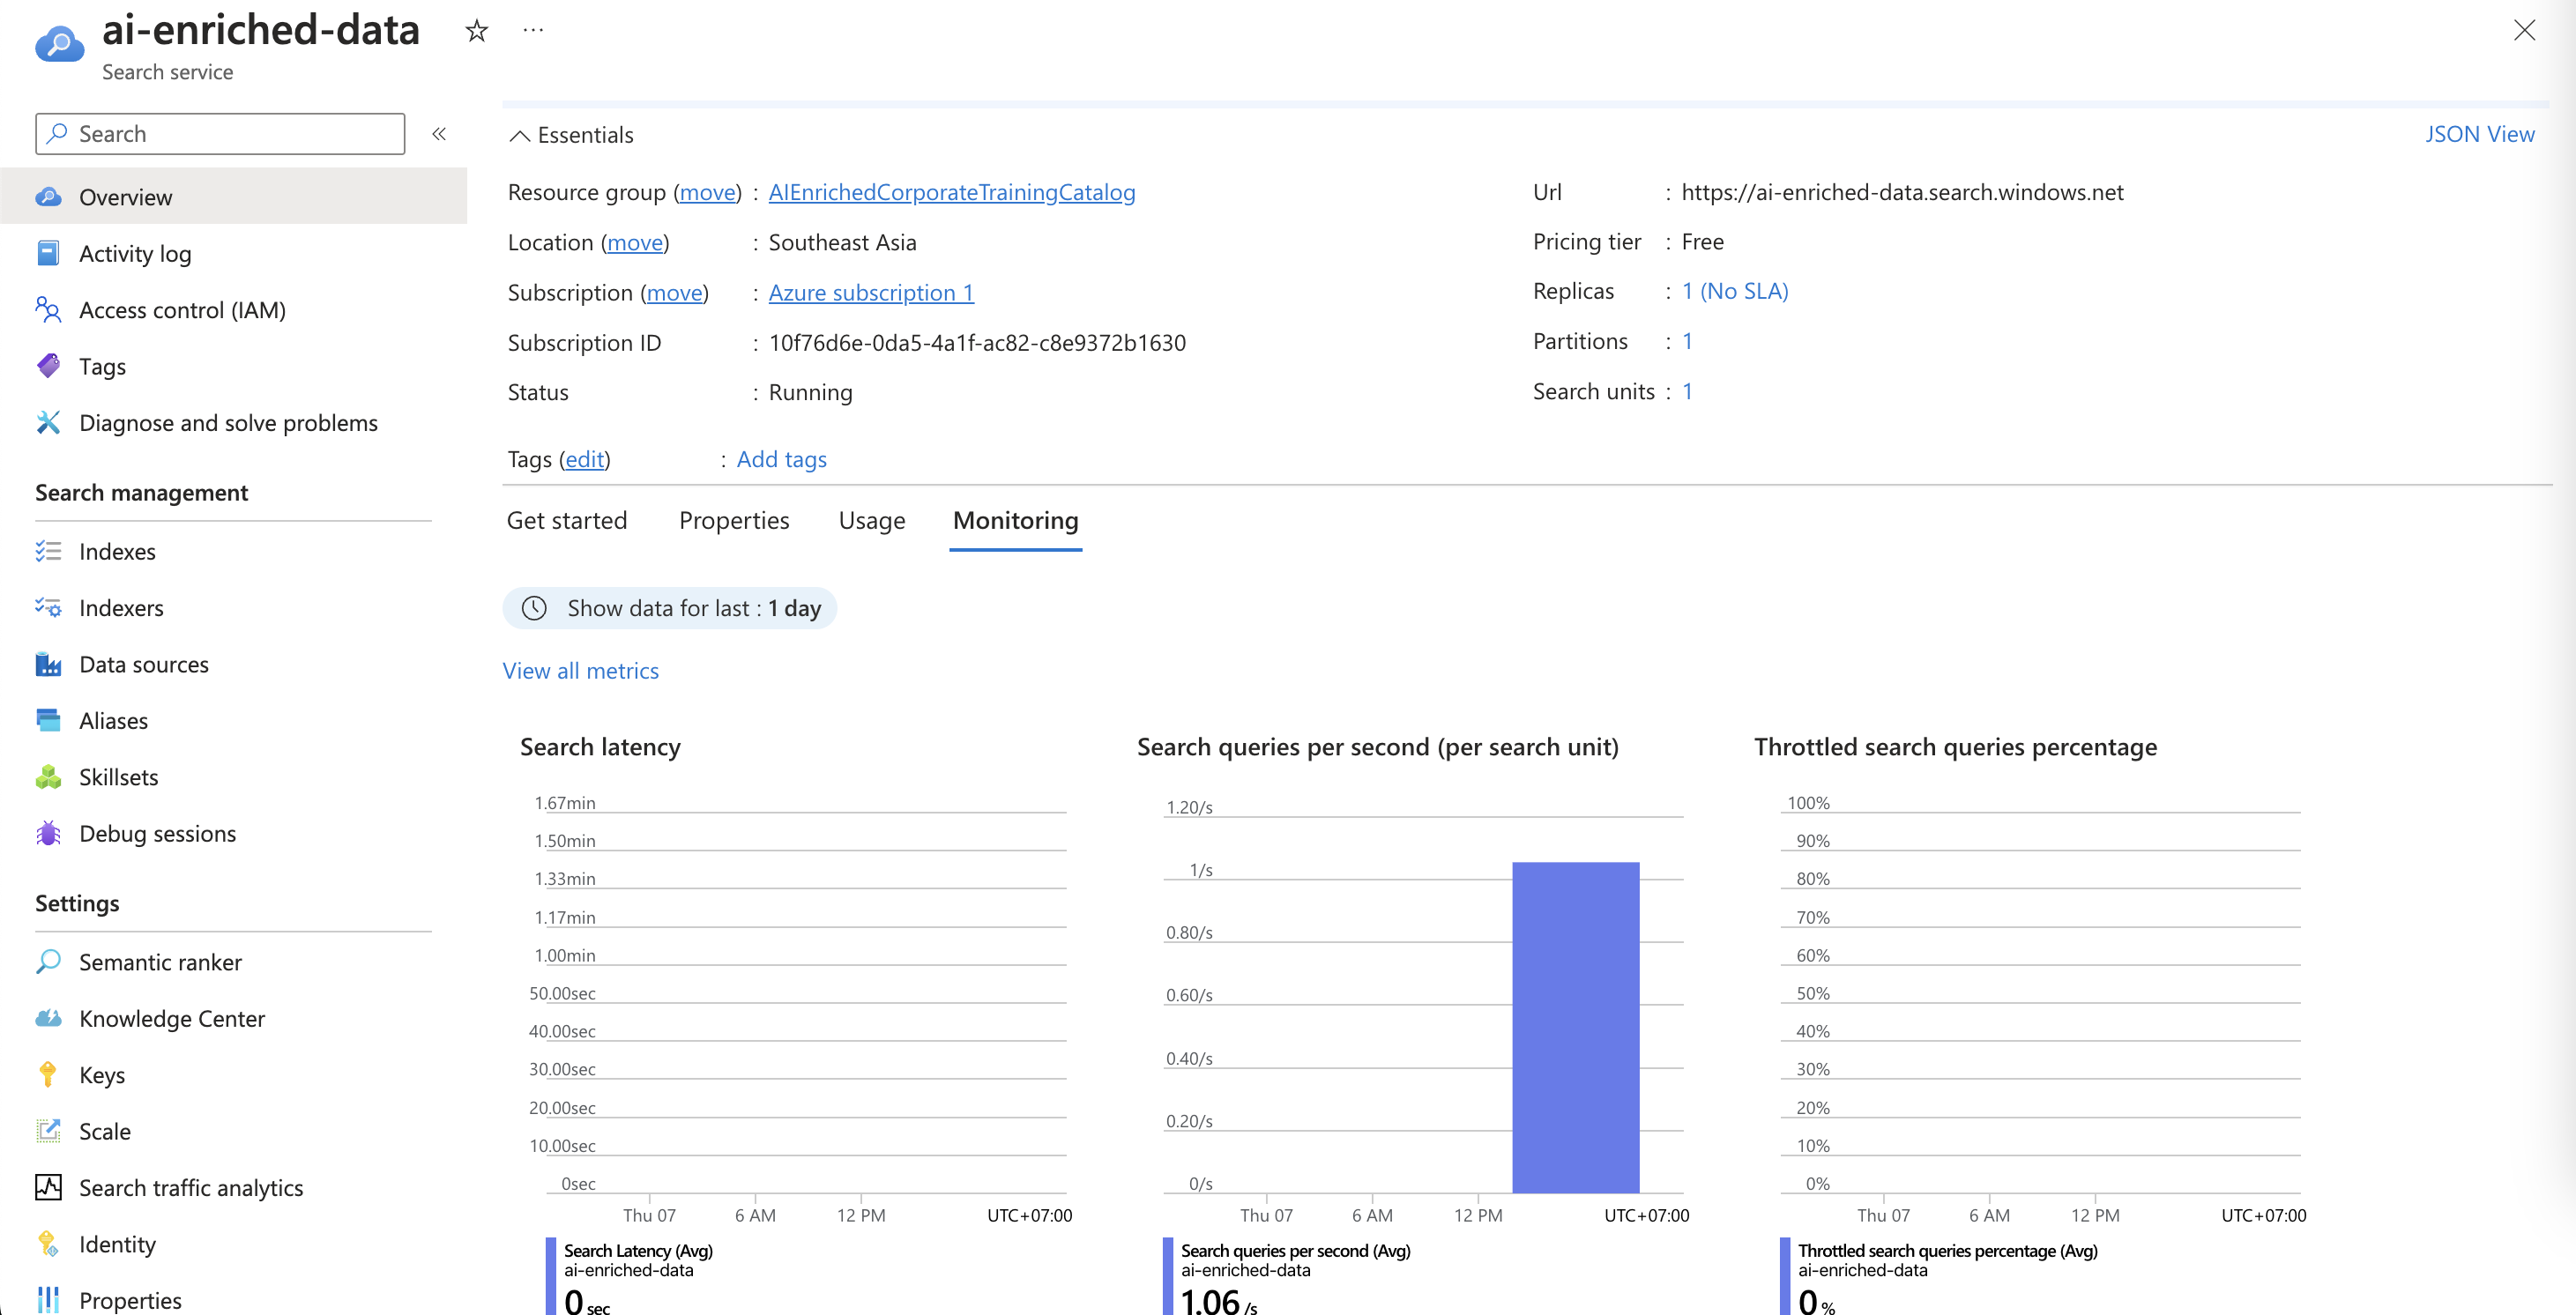 ai-enriched-data
Search service
Search
Overview
Activity log
Access control (IAM)
Tags
Diagnose and solve problems
Search management
Indexes
Indexers
Data sources
Aliases
Skillsets
Debug sessions
Settings
Semantic ranker
Knowledge Center
Keys
Scale
Search traffic analytics
Identity
Properties
Essentials
JSON View
Resource group (move) : AIEnrichedCorporateTrainingCatalog
Location (move) : Southeast Asia
Subscription (move) : Azure subscription 1
Subscription ID : 10f76d6e-0da5-4a1f-ac82-c8e9372b1630
Status : Running
Url : https://ai-enriched-data.search.windows.net
Pricing tier : Free
Replicas : 1 (No SLA)
Partitions : 1
Search units : 1
Tags (edit) : Add tags
Get started Properties Usage Monitoring
Show data for last : 1 day
View all metrics
Search latency
1.67min
1.50min
1.33min
1.17min
1.00min
50.00sec
40.00sec
30.00sec
20.00sec
10.00sec
0sec
Thu 07 6 AM 12 PM UTC+07:00
Search Latency (Avg)
ai-enriched-data
0 sec
Search queries per second (per search unit)
1.20/s
1/s
0.80/s
0.60/s
0.40/s
0.20/s
0/s
Thu 07 6 AM 12 PM UTC+07:00
Search queries per second (Avg)
ai-enriched-data
1.06 /s
Throttled search queries percentage
100%
90%
80%
70%
60%
50%
40%
30%
20%
10%
0%
Thu 07 6 AM 12 PM UTC+07:00
Throttled search queries percentage (Avg)
ai-enriched-data
0 %